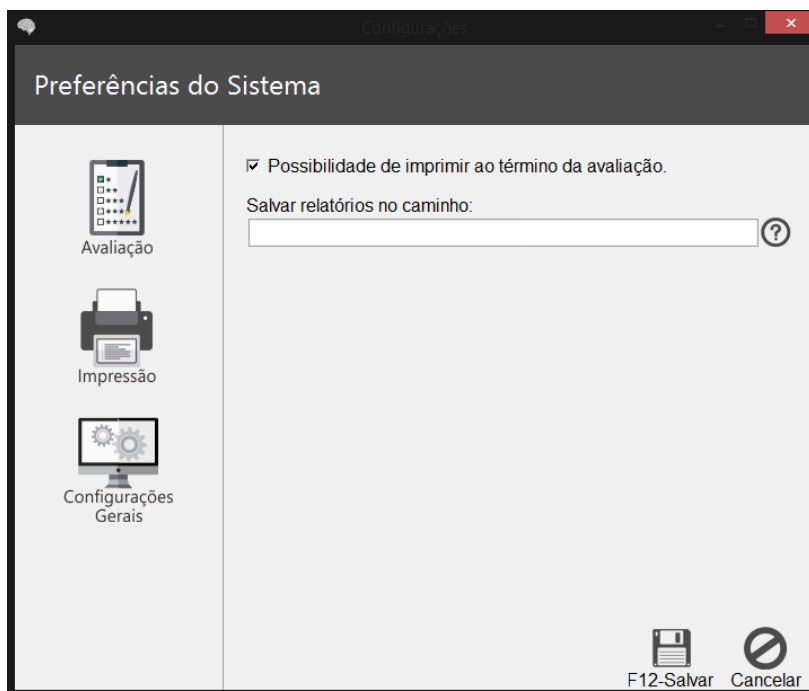 Configurações
Preferências do Sistema
Avaliação
Impressão
Configurações
Gerais
Possibilidade de imprimir ao término da avaliação.
Salvar relatórios no caminho:
?
F12-Salvar
Cancelar